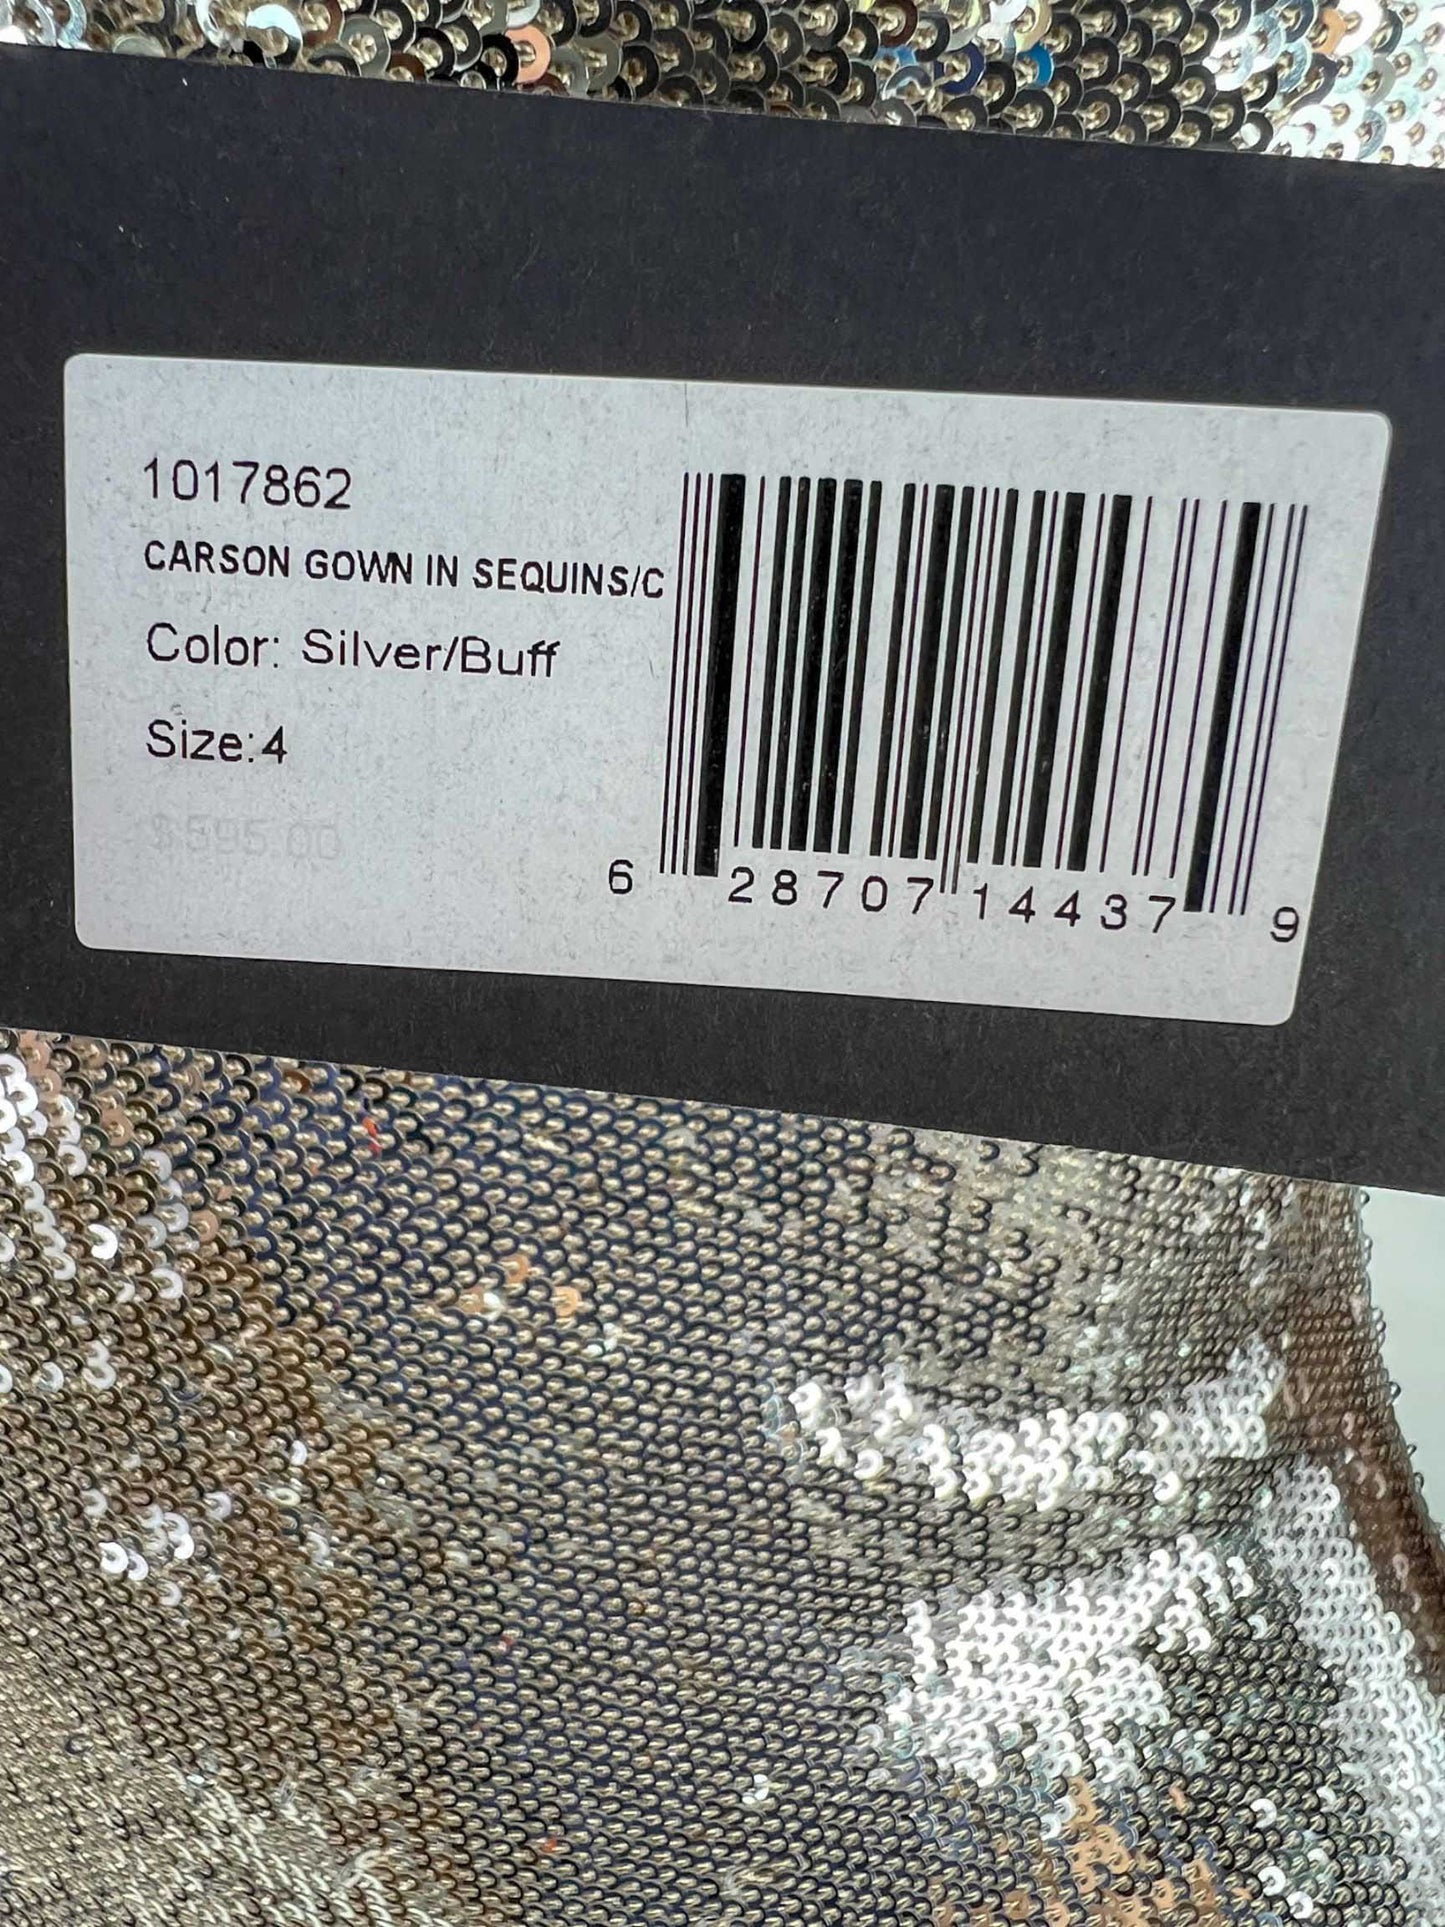 1017862
CARSON GOWN IN SEQUINS/C
Color: Silver/Buff
Size:4
$595.00
6 28707 14437 9